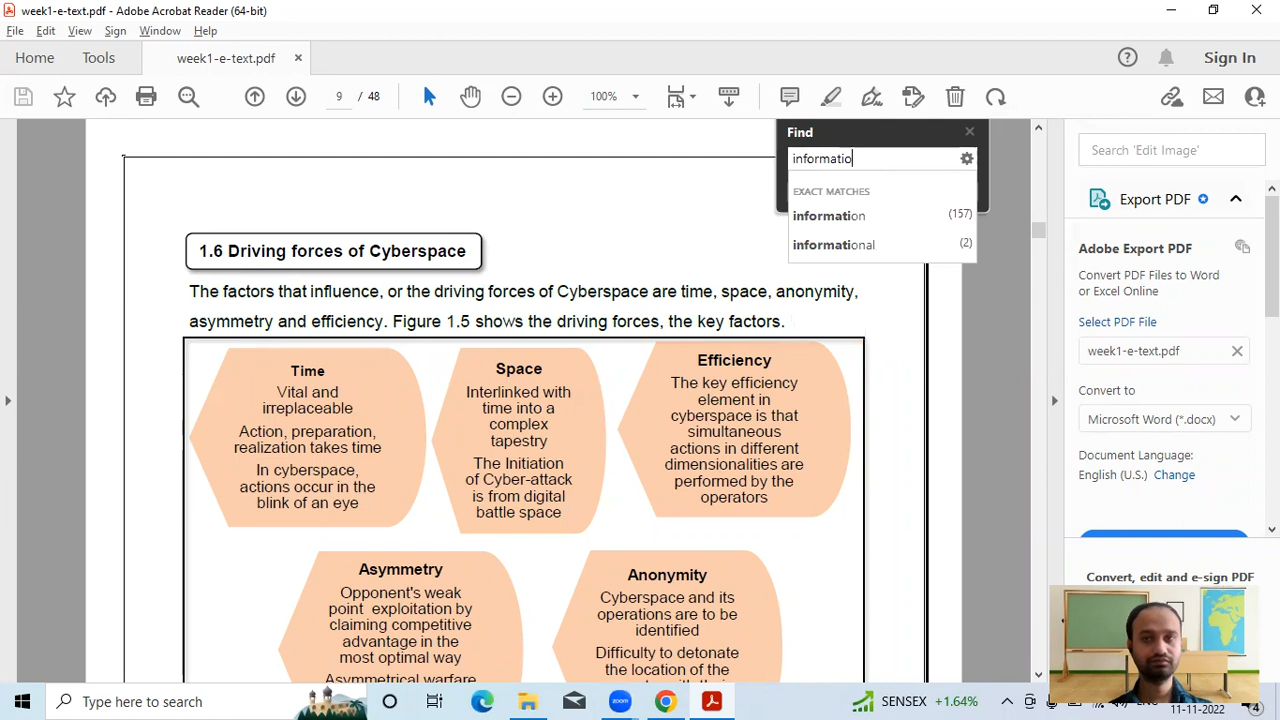 week1-e-text.pdf - Adobe Acrobat Reader (64-bit)
File Edit View Sign Window Help
Home Tools week1-e-text.pdf × Sign In
9 / 48 100%
Find
informatio
EXACT MATCHES
information (157)
informational (2)
1.6 Driving forces of Cyberspace
The factors that influence, or the driving forces of Cyberspace are time, space, anonymity,
asymmetry and efficiency. Figure 1.5 shows the driving forces, the key factors.
Time
Vital and
irreplaceable
Action, preparation,
realization takes time
In cyberspace,
actions occur in the
blink of an eye
Space
Interlinked with
time into a
complex
tapestry
The Initiation
of Cyber-attack
is from digital
battle space
Efficiency
The key efficiency
element in
cyberspace is that
simultaneous
actions in different
dimensionalities are
performed by the
operators
Asymmetry
Opponent's weak
point exploitation by
claiming competitive
advantage in the
most optimal way
Asymmetrical warfare
Anonymity
Cyberspace and its
operations are to be
identified
Difficulty to detonate
the location of the
Search 'Edit Image'
Export PDF
Adobe Export PDF
Convert PDF Files to Word
or Excel Online
Select PDF File
week1-e-text.pdf
Convert to
Microsoft Word (*.docx)
Document Language:
English (U.S.) Change
Convert, edit and e-sign PDF
Type here to search
SENSEX +1.64%
11-11-2022